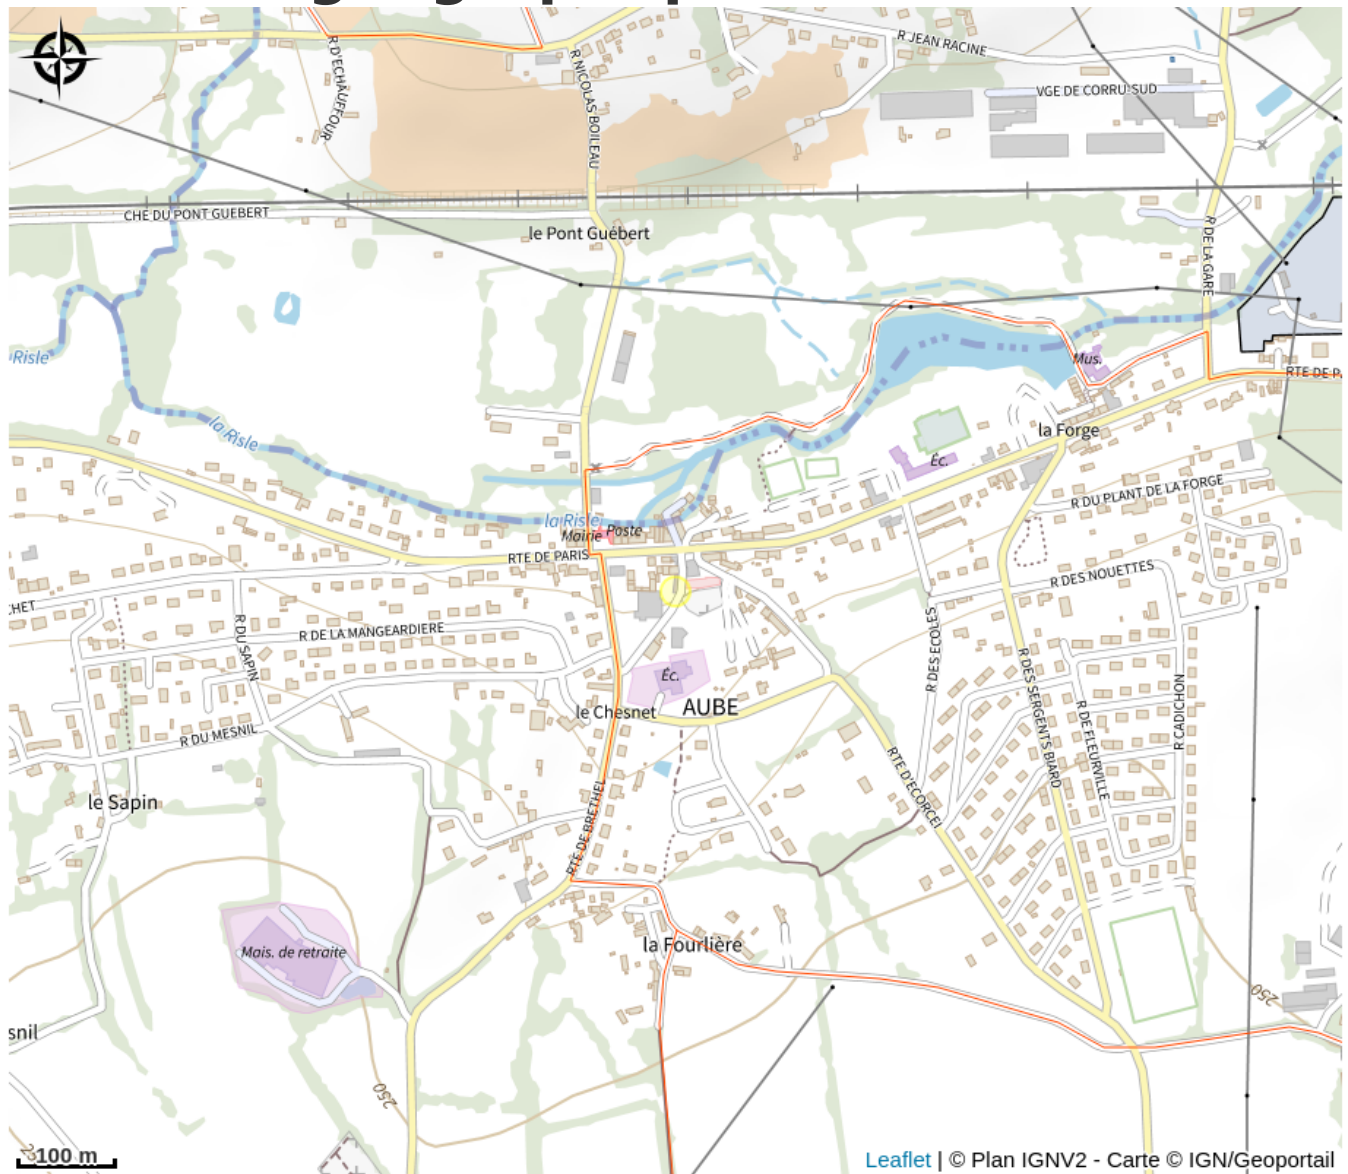 R JEAN RACINE
R D'ECHAUFFOUR
R NICOLAS BOILEAU
VGE DE CORRU-SUD
CHE DU PONT GUEBERT
le Pont Guébert
R DE LA GARE
Risle
Mus.
RTE DE P
la Risle
la Forge
Éc.
R DU PLANT DE LA FORGE
la Risle
Mairie
Poste
RTE DE PARIS
R DES NOUETTES
CHET
R DU SAPIN
R DE LA MANGEARDIERE
R DES ECOLES
R DES SERGENTS BIARD
Éc.
R CADICHON
le Chesnet
AUBE
R DE FLEURVILLE
R DU MESNIL
RTE D'ECORCEI
le Sapin
RTE DE BRETHEL
la Fourlière
Mais. de retraite
250
snil
250
100 m
Leaflet | © Plan IGNV2 - Carte © IGN/Geoportail